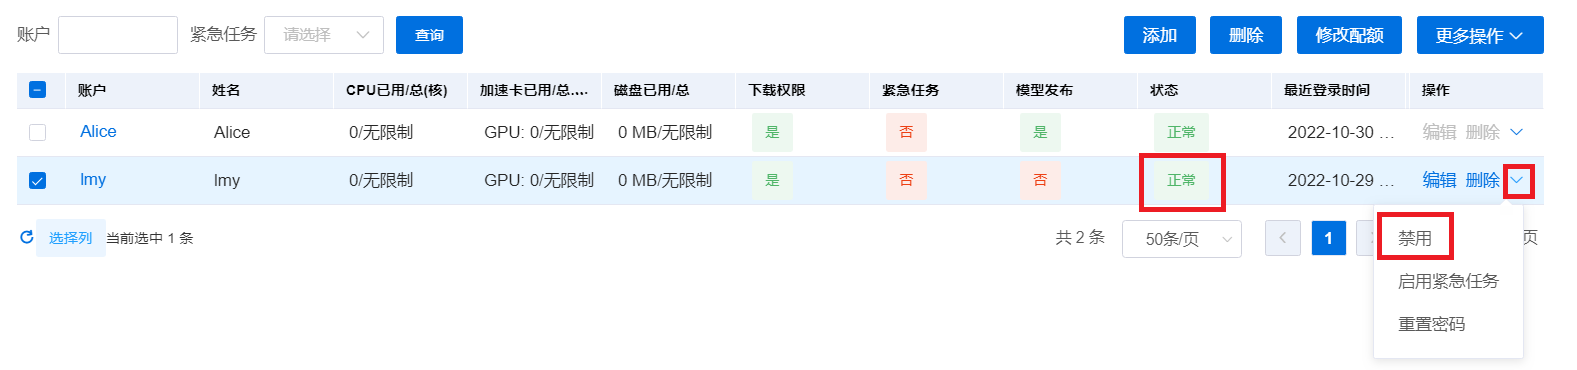 账户 紧急任务 请选择 查询 添加 删除 修改配额 更多操作
账户 姓名 CPU已用/总(核) 加速卡已用/总.... 磁盘已用/总 下载权限 紧急任务 模型发布 状态 最近登录时间 操作
Alice Alice 0/无限制 GPU: 0/无限制 0 MB/无限制 是 否 是 正常 2022-10-30 ... 编辑 删除
lmy lmy 0/无限制 GPU: 0/无限制 0 MB/无限制 是 否 否 正常 2022-10-29 ... 编辑 删除
选择列 当前选中 1 条 共 2 条 50条/页 1 页
禁用
启用紧急任务
重置密码